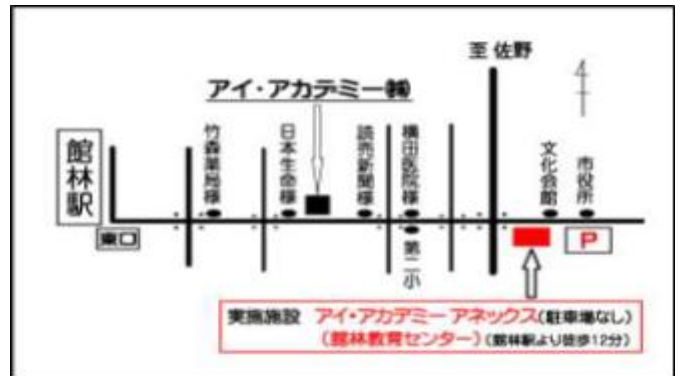 至 佐野
アイ・アカデミー㈱
館林駅
東口
竹森薬局様
日本生命様
読売新聞様
横田医院様
第二小
文化会館
市役所
P
実施施設 アイ・アカデミー アネックス(駐車場なし)
(館林教育センター)(館林駅より徒歩12分)